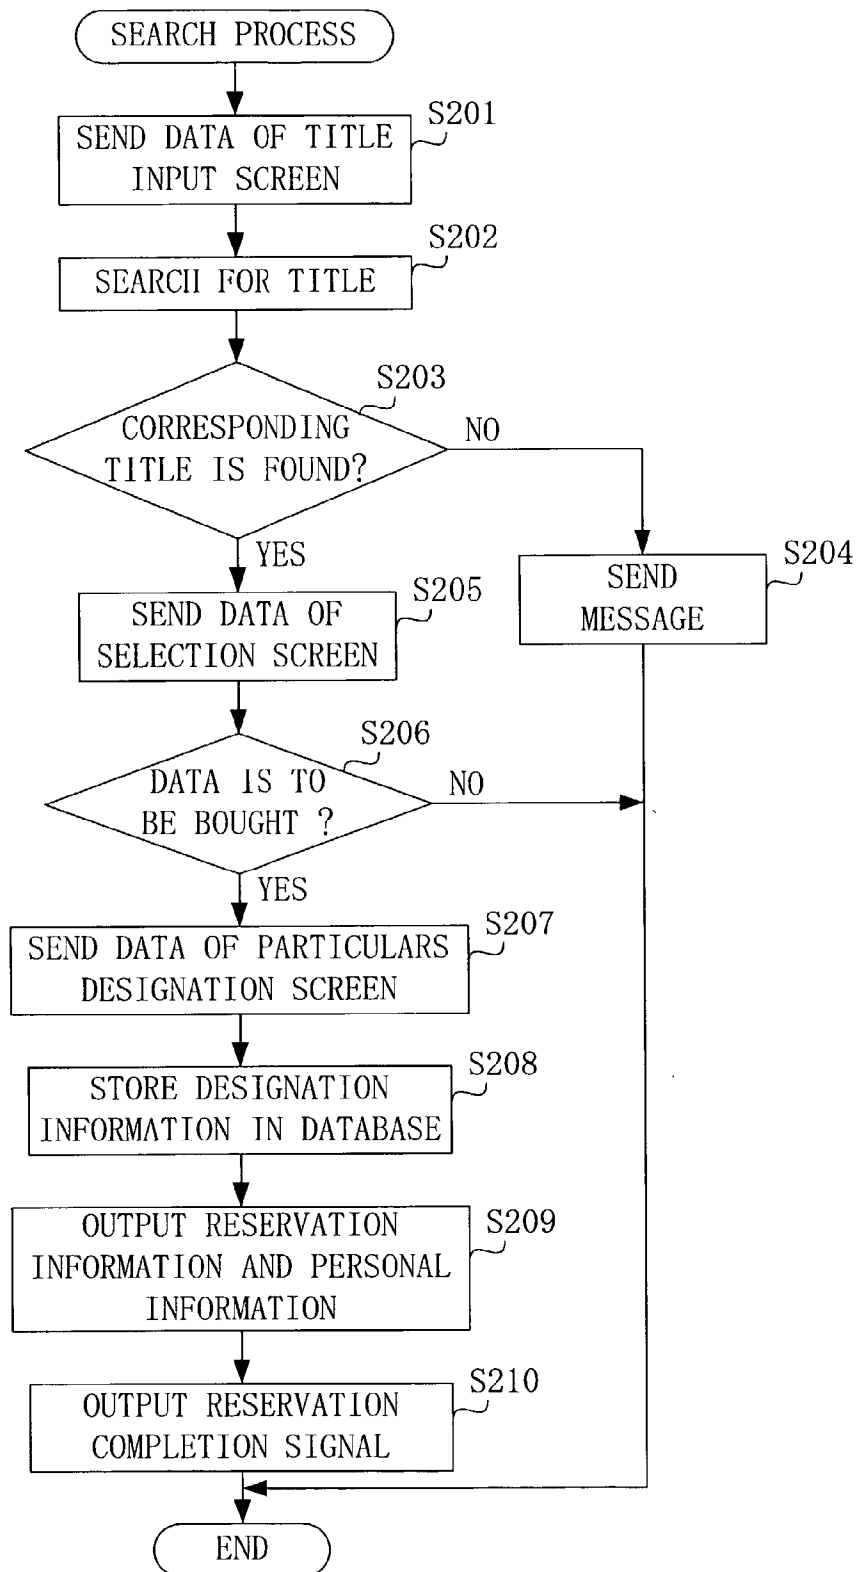 SEARCH PROCESS
S201
SEND DATA OF TITLE
INPUT SCREEN
S202
SEARCH FOR TITLE
S203
CORRESPONDING
TITLE IS FOUND?
NO
YES
S204
SEND
MESSAGE
S205
SEND DATA OF
SELECTION SCREEN
S206
DATA IS TO
BE BOUGHT ?
NO
YES
S207
SEND DATA OF PARTICULARS
DESIGNATION SCREEN
S208
STORE DESIGNATION
INFORMATION IN DATABASE
S209
OUTPUT RESERVATION
INFORMATION AND PERSONAL
INFORMATION
S210
OUTPUT RESERVATION
COMPLETION SIGNAL
END